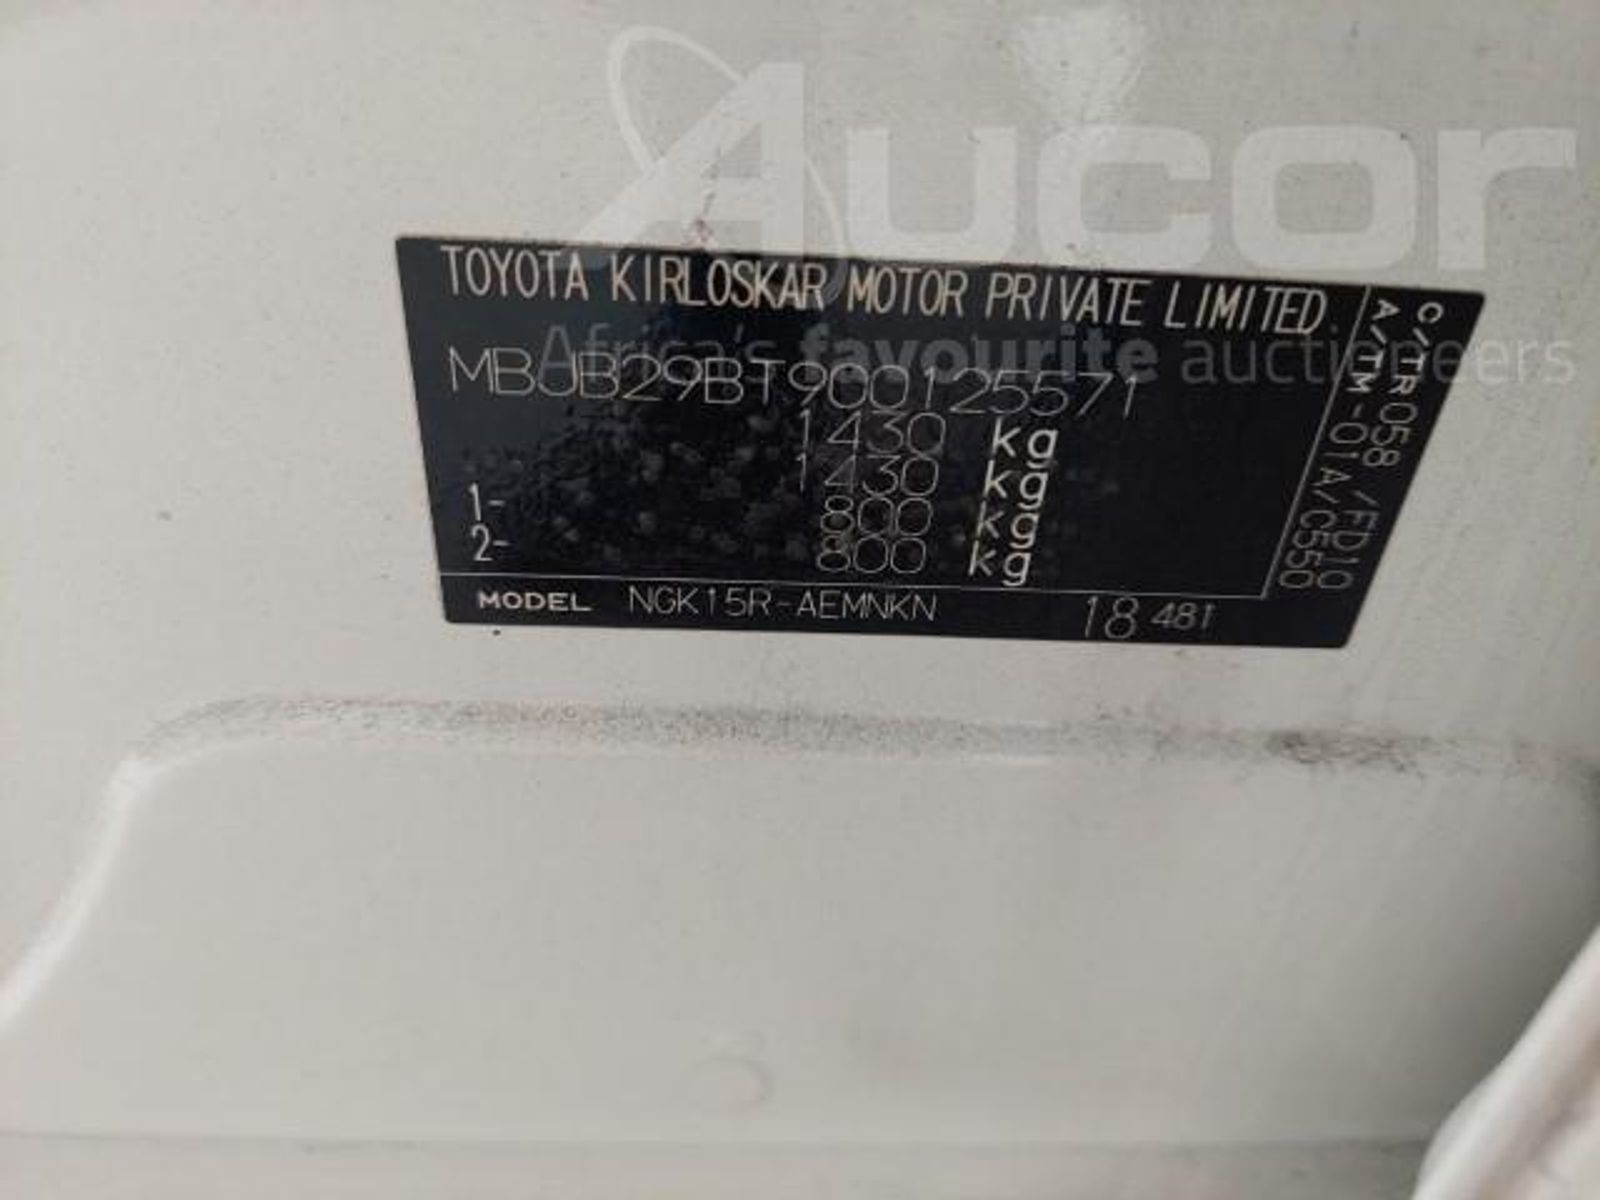 Aucor
Africa's favourite auctioneers
TOYOTA KIRLOSKAR MOTOR PRIVATE LIMITED
MBJB29BT900125571
1430 kg
1430 kg
1- 800 kg
2- 800 kg
MODEL NGK15R-AEMNKN 18 481
C/TR 058 /FD10
A/TM -01A/C550